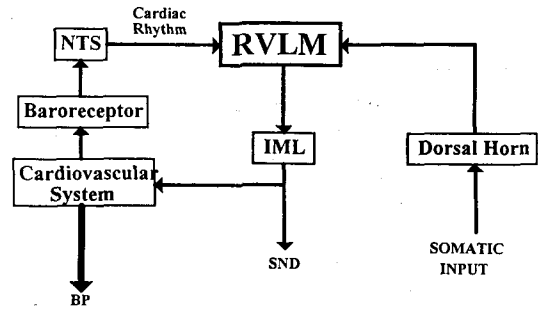 Cardiac
Rhythm
NTS
RVLM
Baroreceptor
IML
Dorsal Horn
Cardiovascular
System
SOMATIC
INPUT
SND
BP